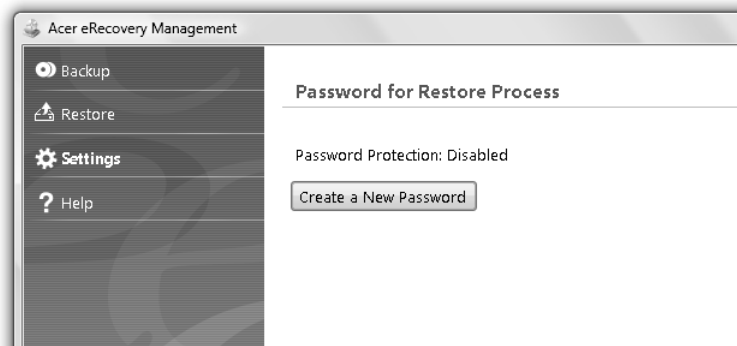 Acer eRecovery Management
Backup
Restore
Settings
Help
Password for Restore Process
Password Protection: Disabled
Create a New Password